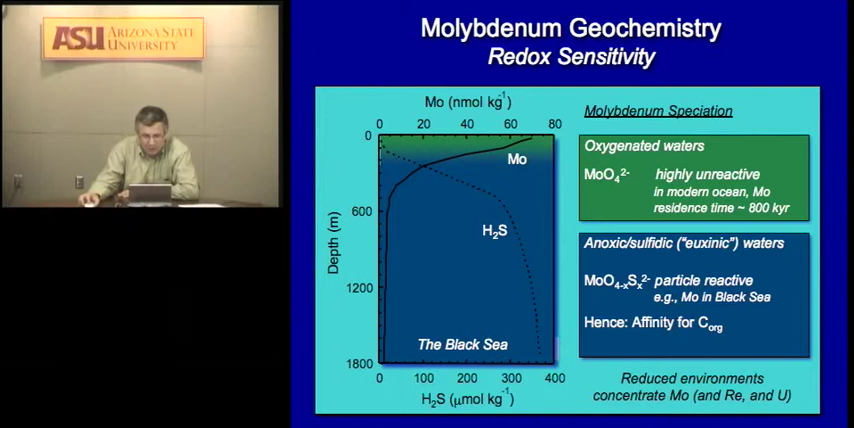 ASU ARIZONA STATE
UNIVERSITY
Molybdenum Geochemistry
Redox Sensitivity
Mo (nmol kg⁻¹)
0 20 40 60 80
0
600
1200
1800
Depth (m)
Mo
H₂S
The Black Sea
0 100 200 300 400
H₂S (μmol kg⁻¹)
Molybdenum Speciation
Oxygenated waters
MoO₄²⁻ highly unreactive
in modern ocean, Mo
residence time ~ 800 kyr
Anoxic/sulfidic (“euxinic”) waters
MoO₄₋ₓSₓ²⁻ particle reactive
e.g., Mo in Black Sea
Hence: Affinity for Cₒᵣg
Reduced environments
concentrate Mo (and Re, and U)